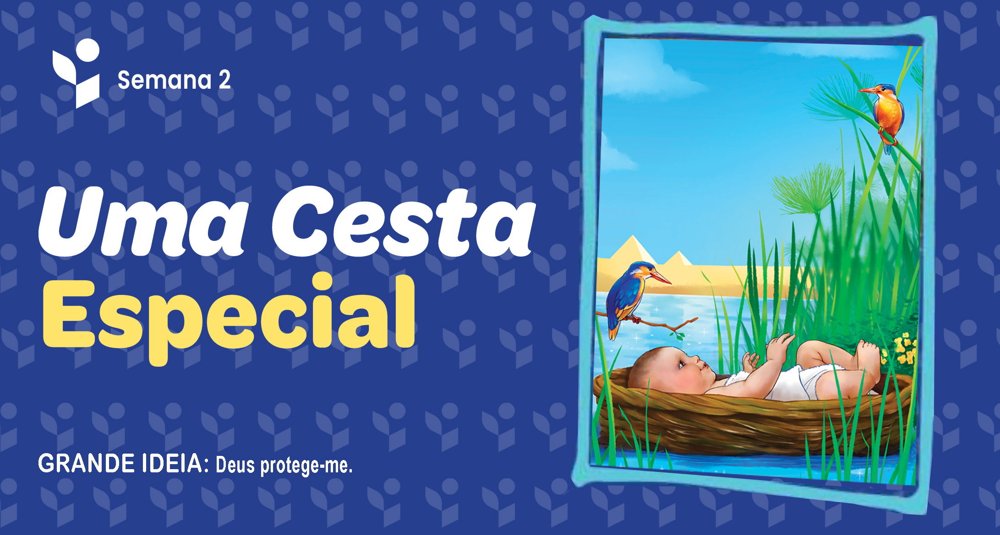 Semana 2
Uma Cesta
Especial
GRANDE IDEIA: Deus protege-me.